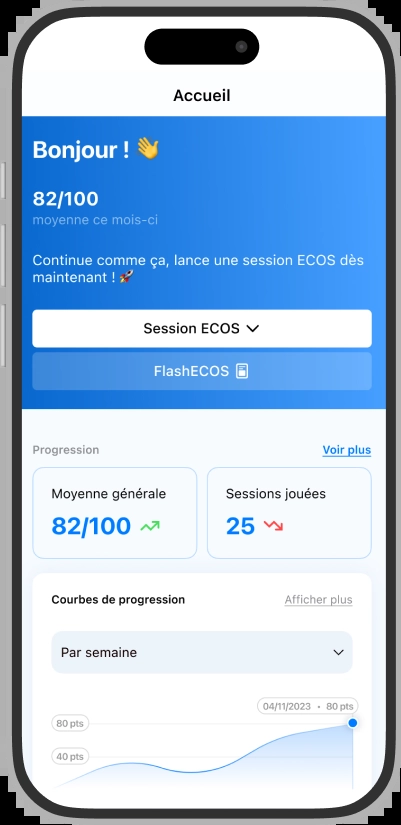 Accueil
Bonjour ! 👋
82/100
moyenne ce mois-ci
Continue comme ça, lance une session ECOS dès
maintenant ! 🚀
Session ECOS
FlashECOS
Progression
Voir plus
Moyenne générale
Sessions jouées
82/100
25
Courbes de progression
Afficher plus
Par semaine
04/11/2023 • 80 pts
80 pts
40 pts